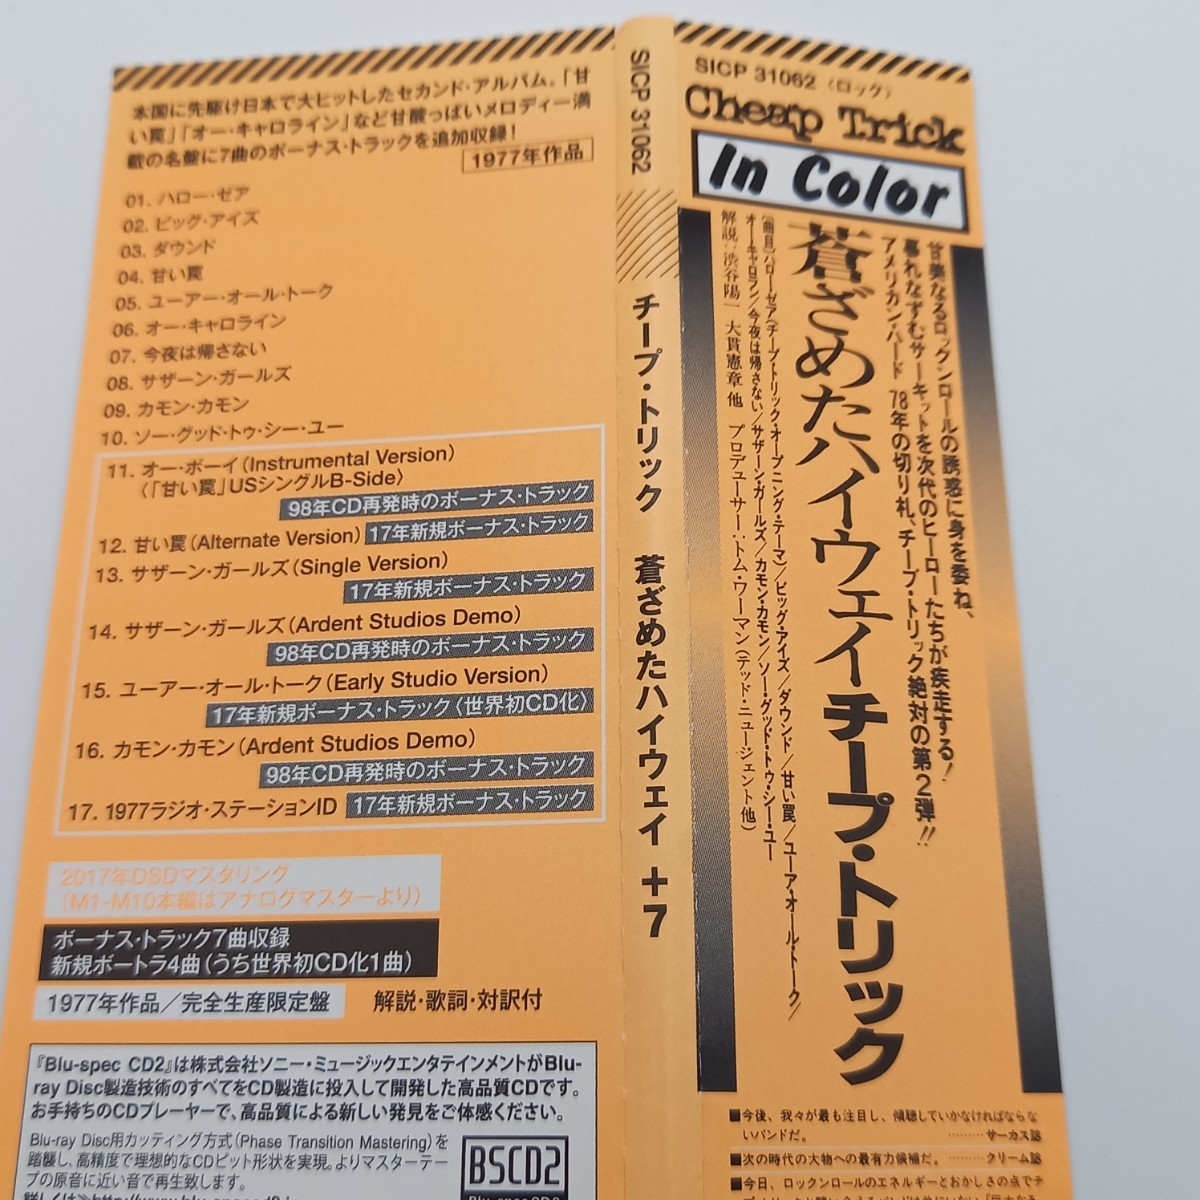 本国に先駆け日本で大ヒットしたセカンド・アルバム。「甘
い罠」「オー・キャロライン」など甘酸っぱいメロディー満
載の名盤に7曲のボーナス・トラックを追加収録!
1977年作品
01. ハロー・ゼア
02. ビッグ・アイズ
03. ダウンド
04. 甘い罠
05. ユーアー・オール・トーク
06. オー・キャロライン
07. 今夜は帰さない
08. サザーン・ガールズ
09. カモン・カモン
10. ソー・グッド・トゥ・シー・ユー
11. オー・ボーイ(Instrumental Version)
〈「甘い罠」USシングルB-Side〉
98年CD再発時のボーナス・トラック
12. 甘い罠(Alternate Version) 17年新規ボーナス・トラック
13. サザーン・ガールズ(Single Version)
17年新規ボーナス・トラック
14. サザーン・ガールズ(Ardent Studios Demo)
98年CD再発時のボーナス・トラック
15. ユーアー・オール・トーク(Early Studio Version)
17年新規ボーナス・トラック〈世界初CD化〉
16. カモン・カモン(Ardent Studios Demo)
98年CD再発時のボーナス・トラック
17. 1977ラジオ・ステーションID 17年新規ボーナス・トラック
2017年DSDマスタリング
(M1-M10本編はアナログマスターより)
ボーナス・トラック7曲収録
新規ボートラ4曲(うち世界初CD化1曲)
1977年作品/完全生産限定盤 解説・歌詞・対訳付
『Blu-spec CD2』は株式会社ソニー・ミュージックエンタテインメントがBlu-
ray Disc製造技術のすべてをCD製造に投入して開発した高品質CDです。
お手持ちのCDプレーヤーで、高品質による新しい発見をご体感ください。
Blu-ray Disc用カッティング方式(Phase Transition Mastering)を
踏襲し、高精度で理想的なCDピット形状を実現。よりマスターテー
プの原音に近い音で再生致します。
BSCD2
SICP 31062 チープ・トリック 蒼ざめたハイウェイ +7
SICP 31062〈ロック〉
Cheap Trick
In Color
甘美なるロックンロールの誘惑に身を委ね、
暮れなずむサーキットを次代のヒーローたちが疾走する!
アメリカン・ハード 78年の切り札、チープ・トリック絶対の第2弾!!
蒼ざめたハイウェイ チープ・トリック
〔曲目〕ハロー・ゼア(チープ・トリック・オープニング・テーマ)/ビッグ・アイズ/ダウンド/甘い罠/ユーア・オール・トーク/
オー・キャロラン/今夜は帰さない/サザーン・ガールズ/カモン・カモン/ソー・グッド・トゥ・シー・ユー
解説:渋谷陽一 大貫憲章 他 プロデューサー:トム・ワーマン(テッド・ニュージェント他)
■今後、我々が最も注目し、傾聴していかなければならな
いバンドだ。 ………サーカス誌
■次の時代の大物への最有力候補だ。 ………クリーム誌
■今日、ロックンロールのエネルギーとおかしさの点でチ